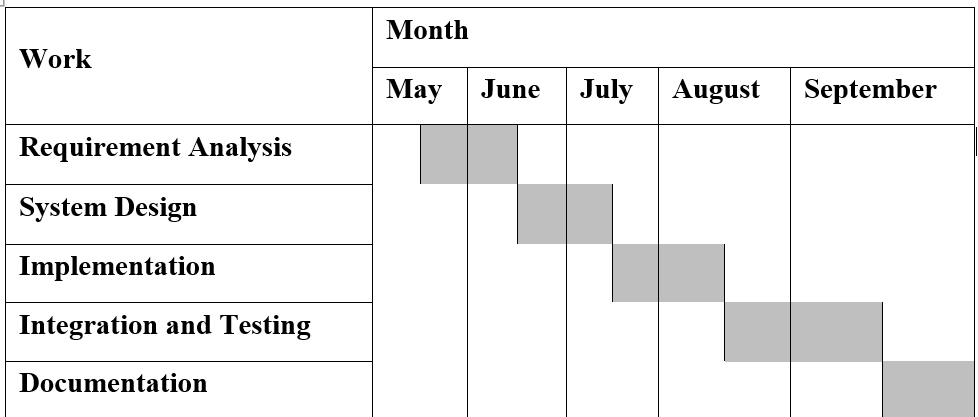 Work
Month
May June July August September
Requirement Analysis
System Design
Implementation
Integration and Testing
Documentation